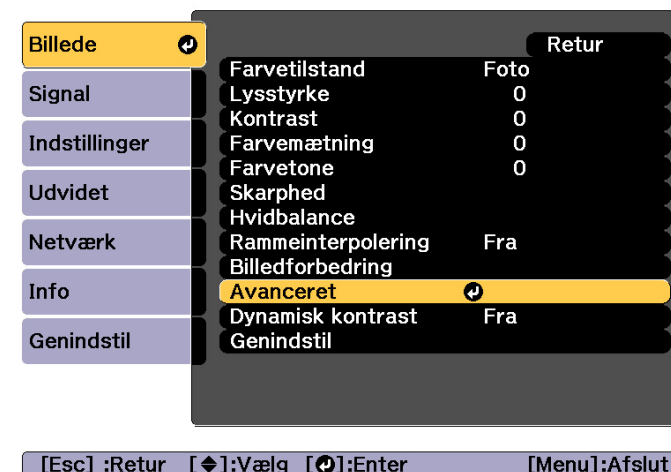 Billede
Signal
Indstillinger
Udvidet
Netværk
Info
Genindstil
Retur
Farvetilstand Foto
Lysstyrke 0
Kontrast 0
Farvemætning 0
Farvetone 0
Skarphed
Hvidbalance
Rammeinterpolering Fra
Billedforbedring
Avanceret
Dynamisk kontrast Fra
Genindstil
[Esc] :Retur [◆]:Vælg [↵]:Enter [Menu]:Afslut